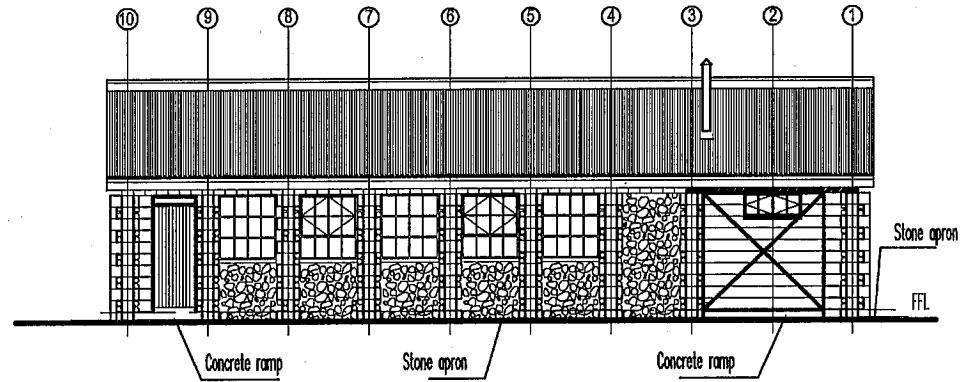 10 9 8 7 6 5 4 3 2 1
Stone apron
FFL
Concrete ramp Stone apron Concrete ramp